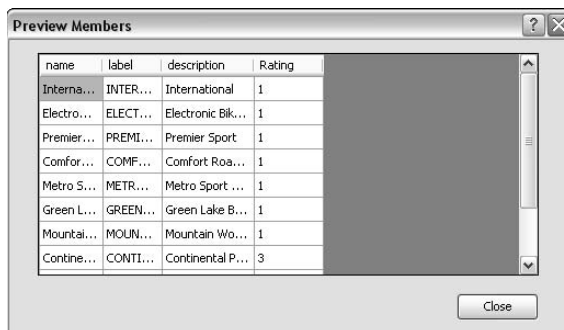 Preview Members
name label description Rating
Interna... INTER... International 1
Electro... ELECT... Electronic Bik... 1
Premier... PREMI... Premier Sport 1
Comfor... COMF... Comfort Roa... 1
Metro S... METR... Metro Sport ... 1
Green L... GREEN... Green Lake B... 1
Mountai... MOUN... Mountain Wo... 1
Contine... CONTI... Continental P... 3
Close